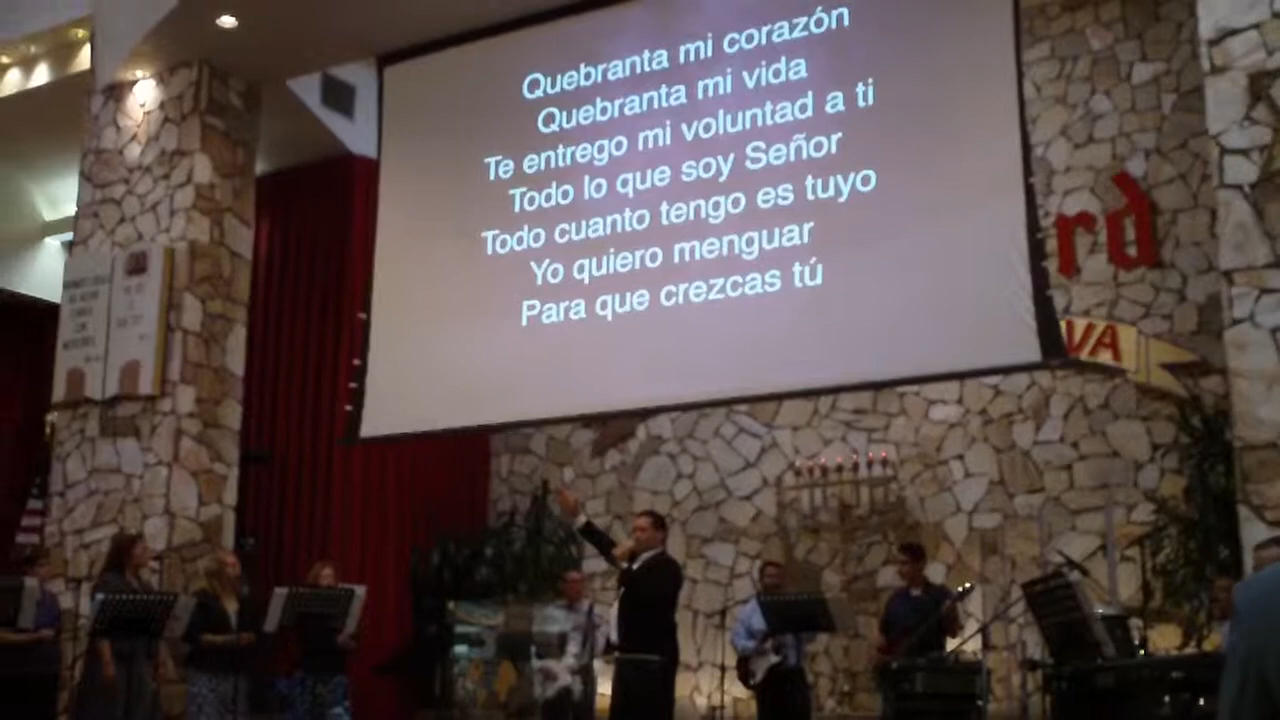 Quebranta mi corazón
Quebranta mi vida
Te entrego mi voluntad a ti
Todo lo que soy Señor
Todo cuanto tengo es tuyo
Yo quiero menguar
Para que crezcas tú
rd
VA